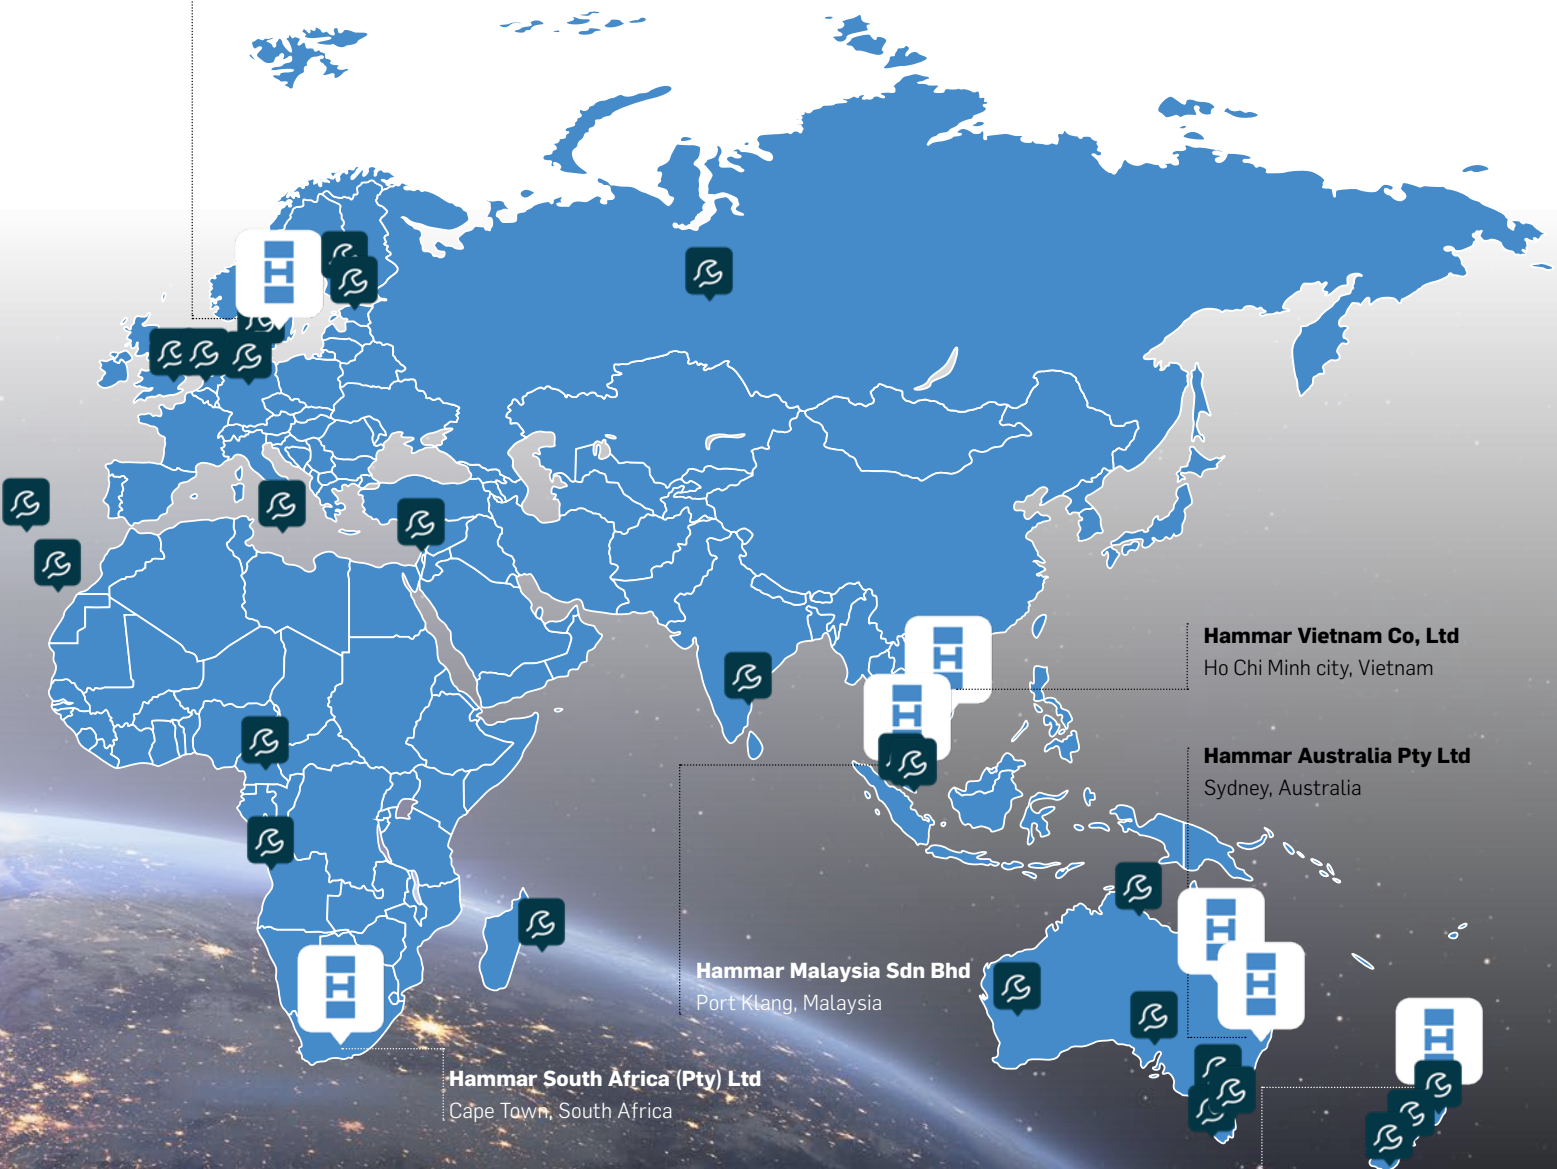 Hammar Vietnam Co, Ltd
Ho Chi Minh city, Vietnam
Hammar Australia Pty Ltd
Sydney, Australia
Hammar Malaysia Sdn Bhd
Port Klang, Malaysia
Hammar South Africa (Pty) Ltd
Cape Town, South Africa
H
H
H
H
H
H
H